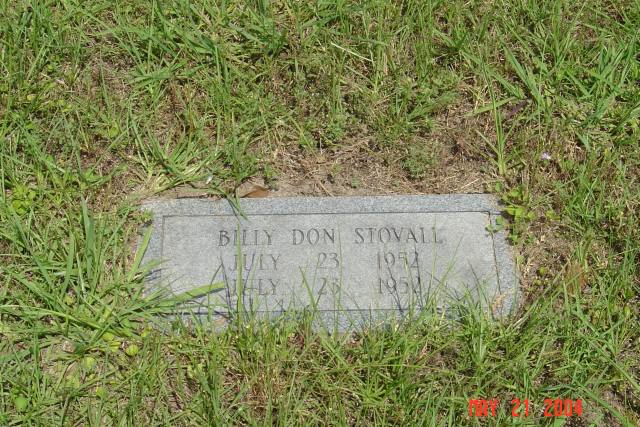 BILLY DON STOVALL
JULY 23 1952
JULY 1952
MAY 21 2004